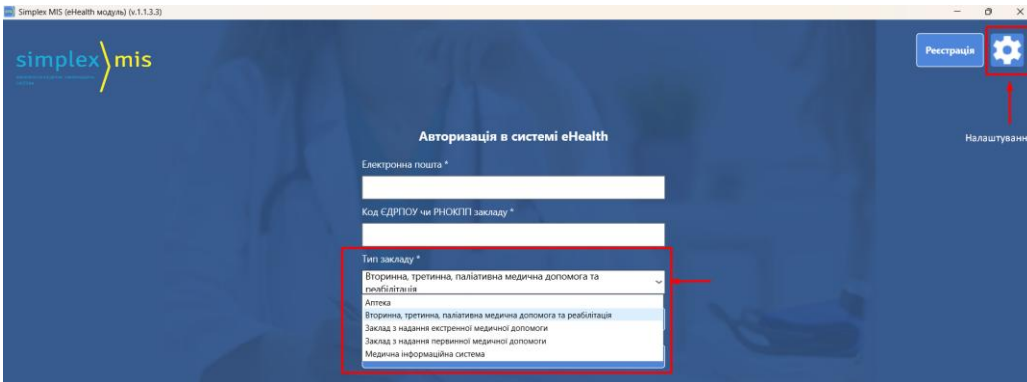 Simplex MIS (eHealth модуль) (v.1.1.3.3)
simplex mis
Реєстрація
Налаштуванн
Авторизація в системі eHealth
Електронна пошта *
Код ЄДРПОУ чи РНОКПП закладу *
Тип закладу *
Вторинна, третинна, паліативна медична допомога та
реабілітація
Аптека
Вторинна, третинна, паліативна медична допомога та реабілітація
Заклад з надання екстренної медичної допомоги
Заклад з надання первинної медичної допомоги
Медична інформаційна система